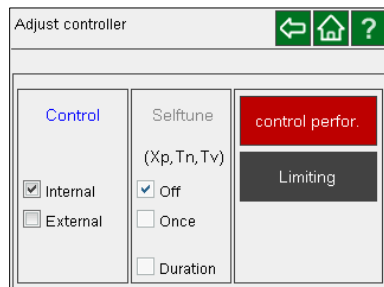 Adjust controller
?
Control
Internal
External
Selftune
(Xp,Tn,Tv)
Off
Once
Duration
control perfor.
Limiting